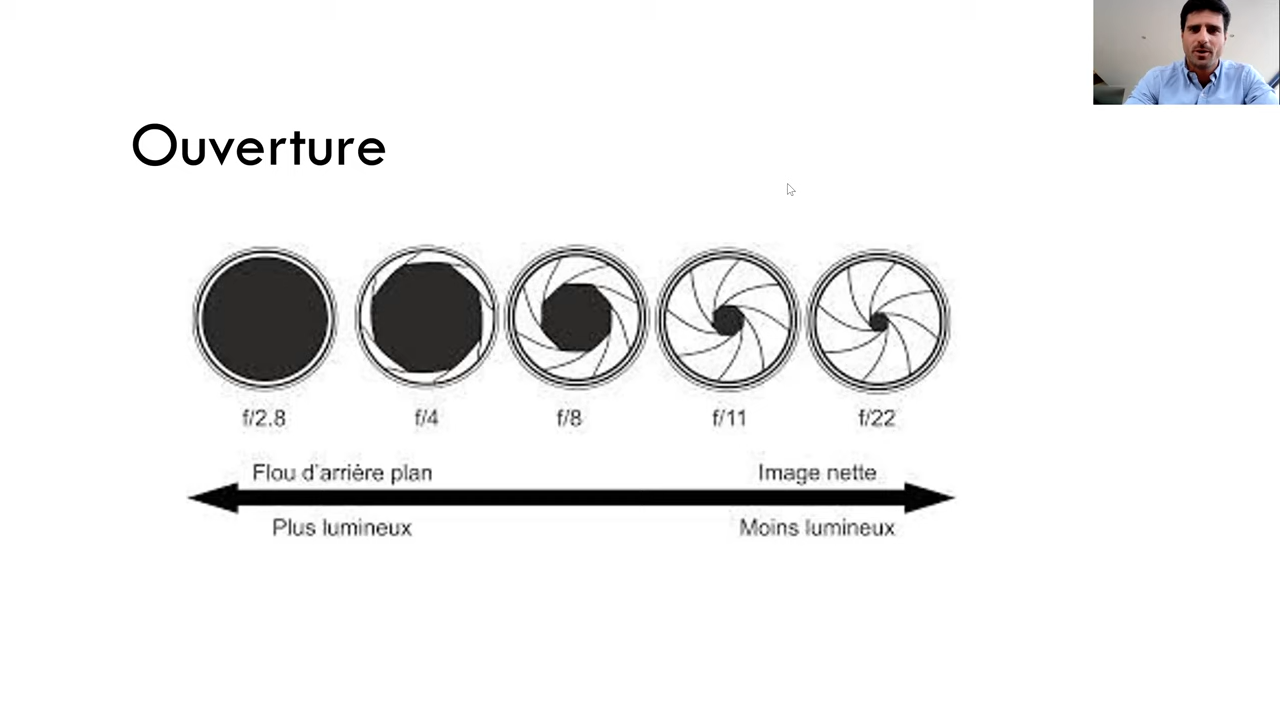 Ouverture
f/2.8 f/4 f/8 f/11 f/22
Flou d'arrière plan Image nette
Plus lumineux Moins lumineux